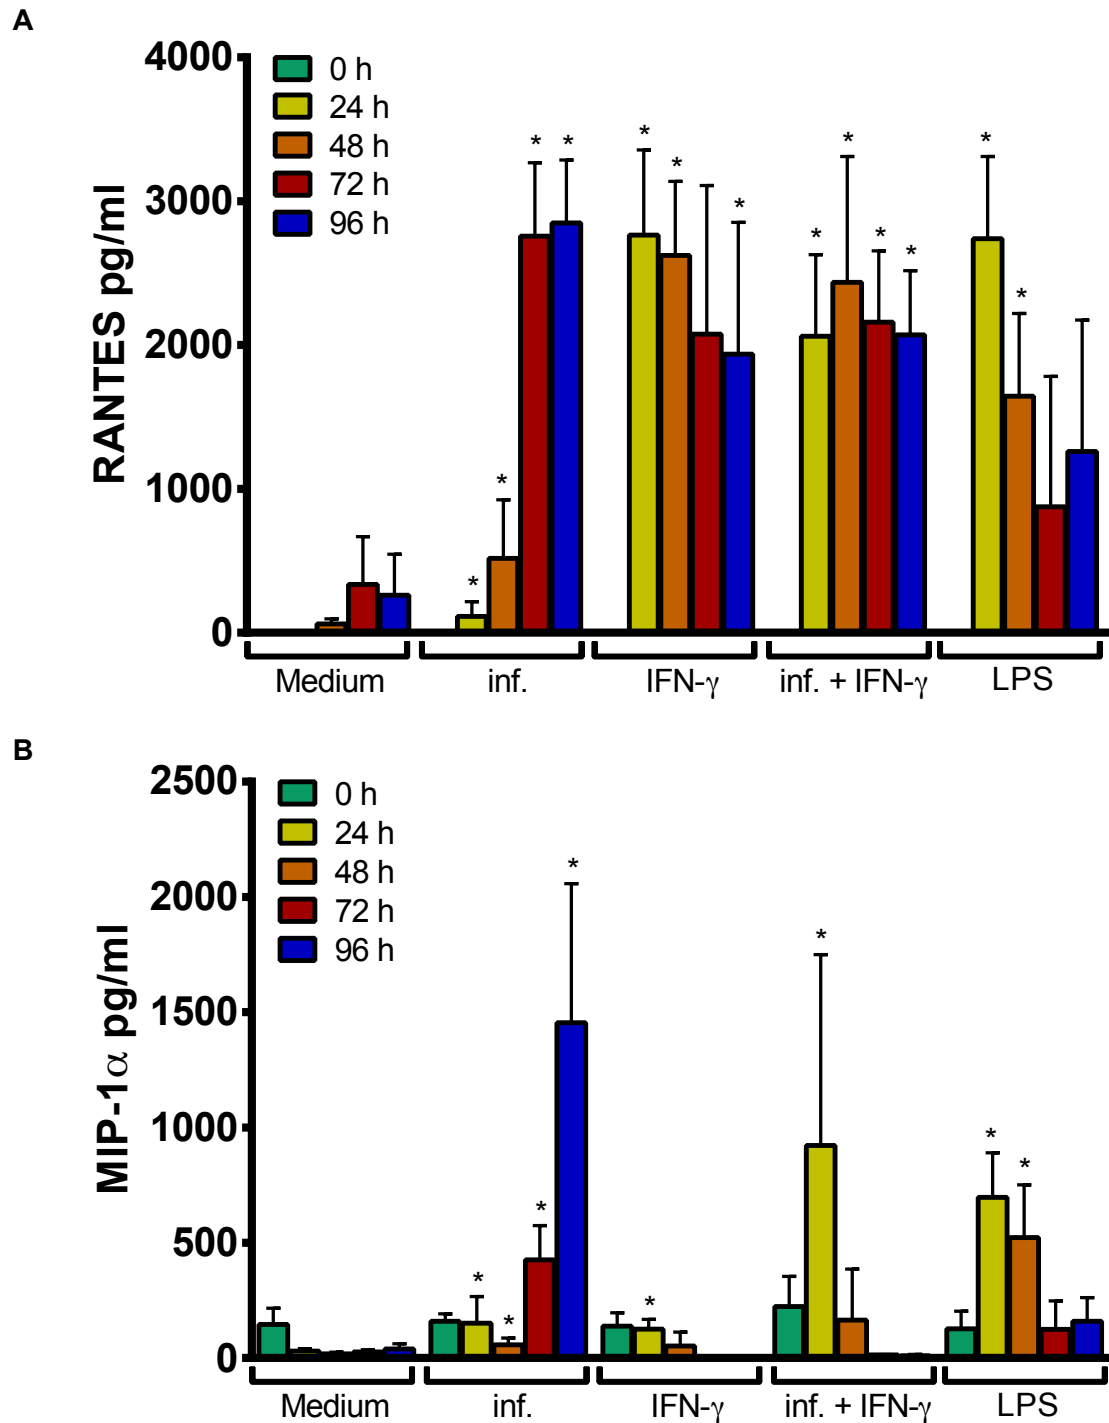 A
RANTES pg/ml
4000
3000
2000
1000
0
0 h
24 h
48 h
72 h
96 h
* * * * * * * * * * * * * *
Medium inf. IFN-γ inf. + IFN-γ LPS
B
MIP-1α pg/ml
2500
2000
1500
1000
500
0
0 h
24 h
48 h
72 h
96 h
* * * * * * * *
Medium inf. IFN-γ inf. + IFN-γ LPS